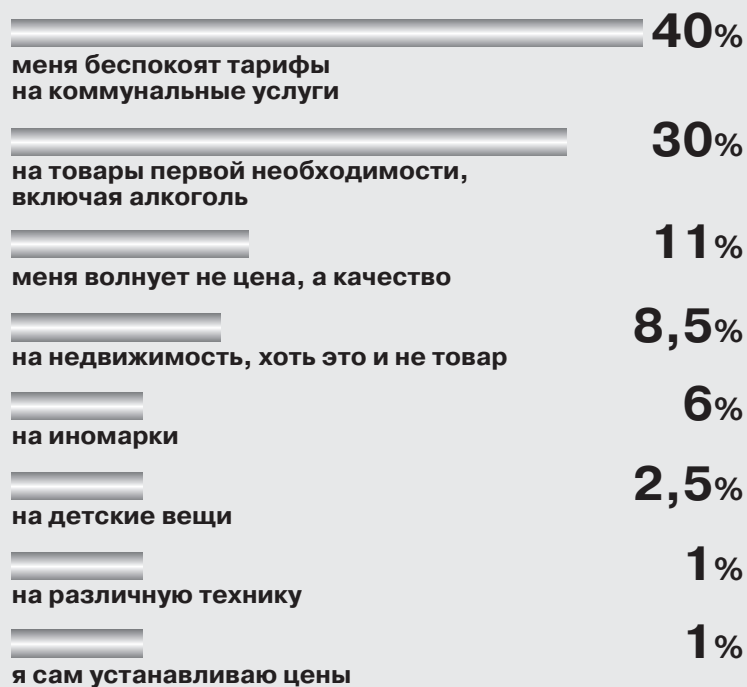 40%
меня беспокоят тарифы
на коммунальные услуги
30%
на товары первой необходимости,
включая алкоголь
11%
меня волнует не цена, а качество
8,5%
на недвижимость, хоть это и не товар
6%
на иномарки
2,5%
на детские вещи
1%
на различную технику
1%
я сам устанавливаю цены